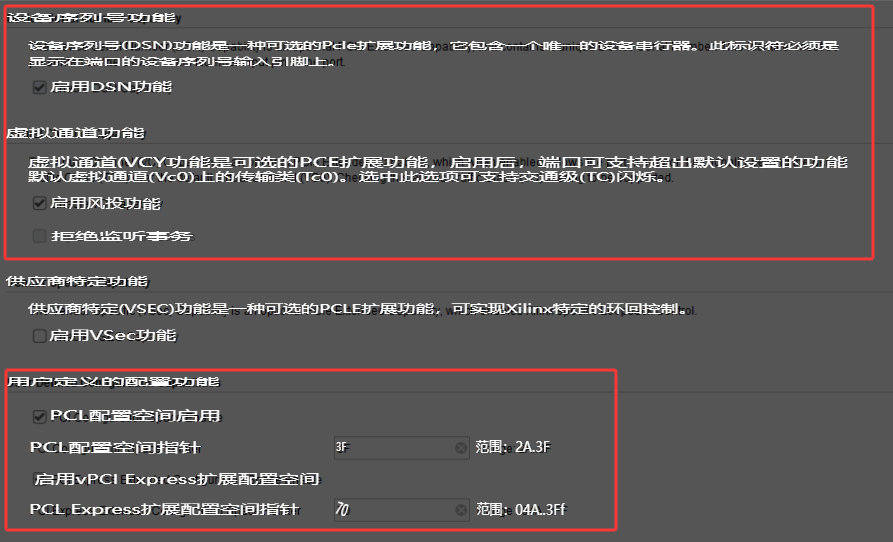 设备序列号功能
设备序列号(DSN)功能是一种可选的Pcle扩展功能，它包含一个唯一的设备串行器。此标识符必须是
显示在端口的设备序列号输入引脚上。
启用DSN功能
虚拟通道功能
虚拟通道(VCY功能是可选的PCE扩展功能，启用后，端口可支持超出默认设置的功能
默认虚拟通道(Vc0)上的传输类(Tc0)。选中此选项可支持交通级(TC)闪烁。
启用风投功能
拒绝监听事务
供应商特定功能
供应商特定(VSEC)功能是一种可选的PCLE扩展功能，可实现Xilinx特定的环回控制。
启用VSec功能
用户定义的配置功能
PCL配置空间启用
PCL配置空间指针 3F 范围：2A.3F
启用vPCl Express扩展配置空间
PCL Express扩展配置空间指针 70 范围：04A..3Ff